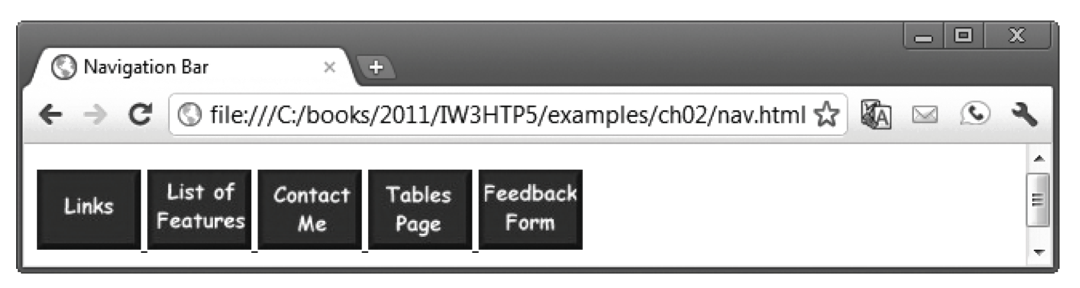 Navigation Bar
file:///C:/books/2011/IW3HTP5/examples/ch02/nav.html
Links
List of
Features
Contact
Me
Tables
Page
Feedback
Form